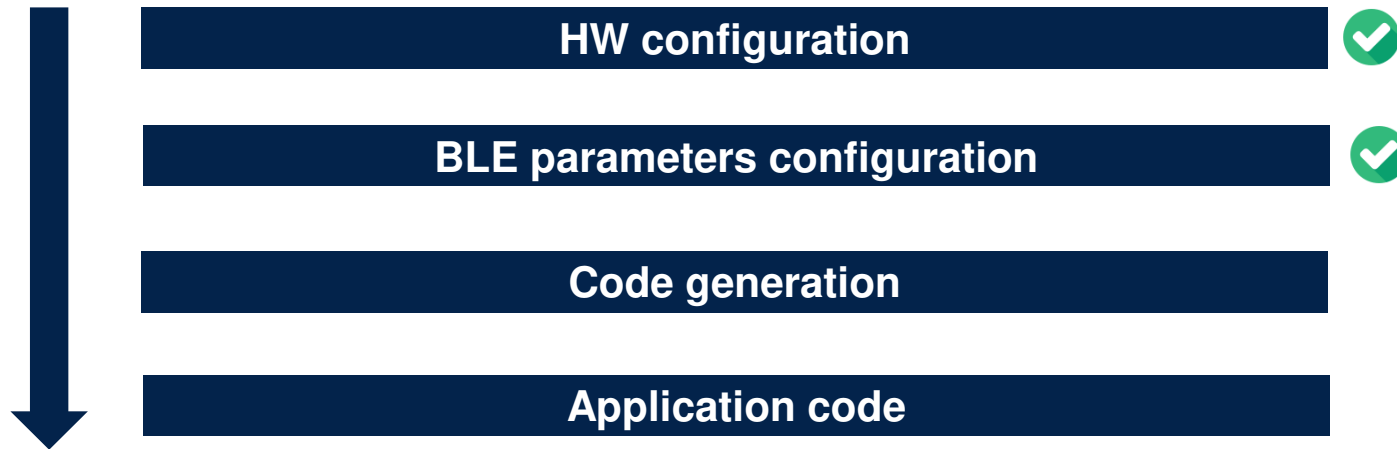 HW configuration
BLE parameters configuration
Code generation
Application code